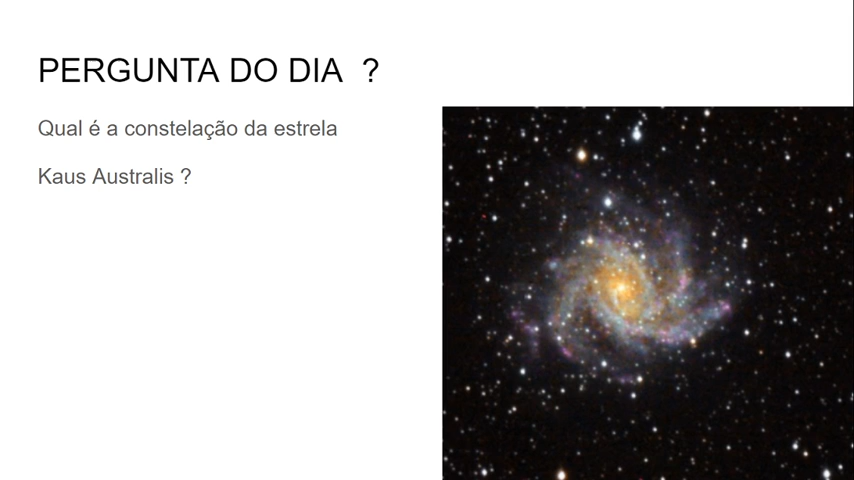 PERGUNTA DO DIA ?
Qual é a constelação da estrela
Kaus Australis ?